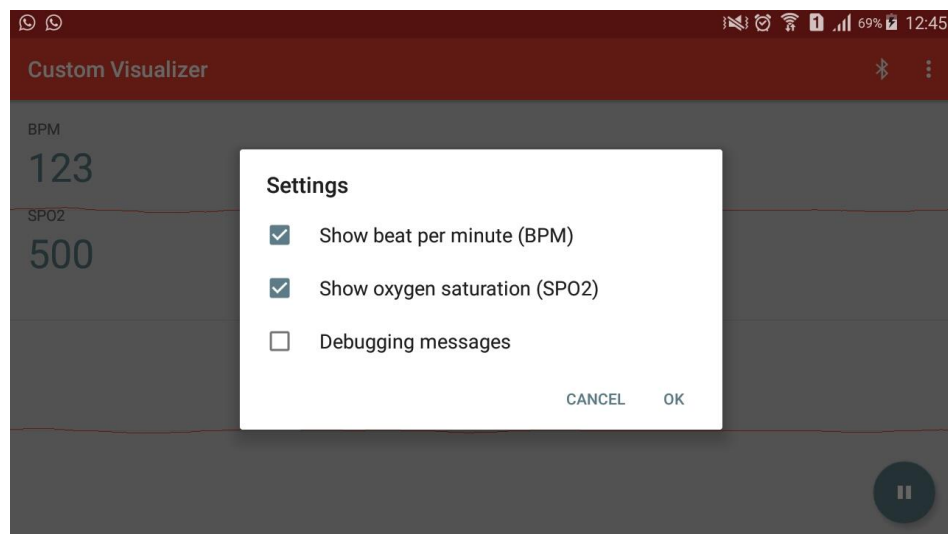 1 69% 12:45
Custom Visualizer
BPM
123
SPO2
500
Settings
Show beat per minute (BPM)
Show oxygen saturation (SPO2)
Debugging messages
CANCEL OK